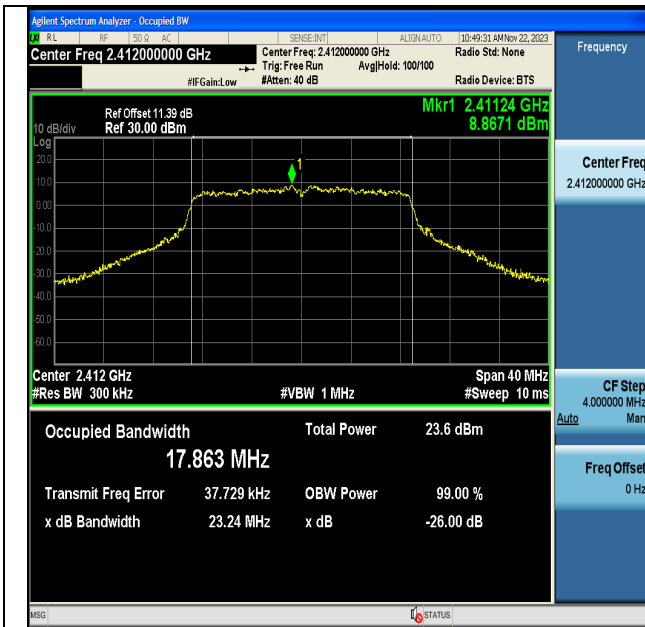 Agilent Spectrum Analyzer - Occupied BW
LXI RL RF 50 Ω AC SENSE:INT ALIGN AUTO 10:49:31 AM Nov 22, 2023
Center Freq 2.412000000 GHz
Center Freq: 2.412000000 GHz
Radio Std: None
Trig: Free Run Avg|Hold: 100/100
#IFGain:Low #Atten: 40 dB Radio Device: BTS
Frequency
Ref Offset 11.39 dB
Mkr1 2.41124 GHz
10 dB/div Ref 30.00 dBm 8.8671 dBm
Log
20.0
10.0
0.00
-10.0
-20.0
-30.0
-40.0
-50.0
-60.0
1
Center 2.412 GHz Span 40 MHz
#Res BW 300 kHz #VBW 1 MHz #Sweep 10 ms
Occupied Bandwidth Total Power 23.6 dBm
17.863 MHz
Transmit Freq Error 37.729 kHz OBW Power 99.00 %
x dB Bandwidth 23.24 MHz x dB -26.00 dB
Center Freq
2.412000000 GHz
CF Step
4.000000 MHz
Auto Man
Freq Offset
0 Hz
MSG STATUS